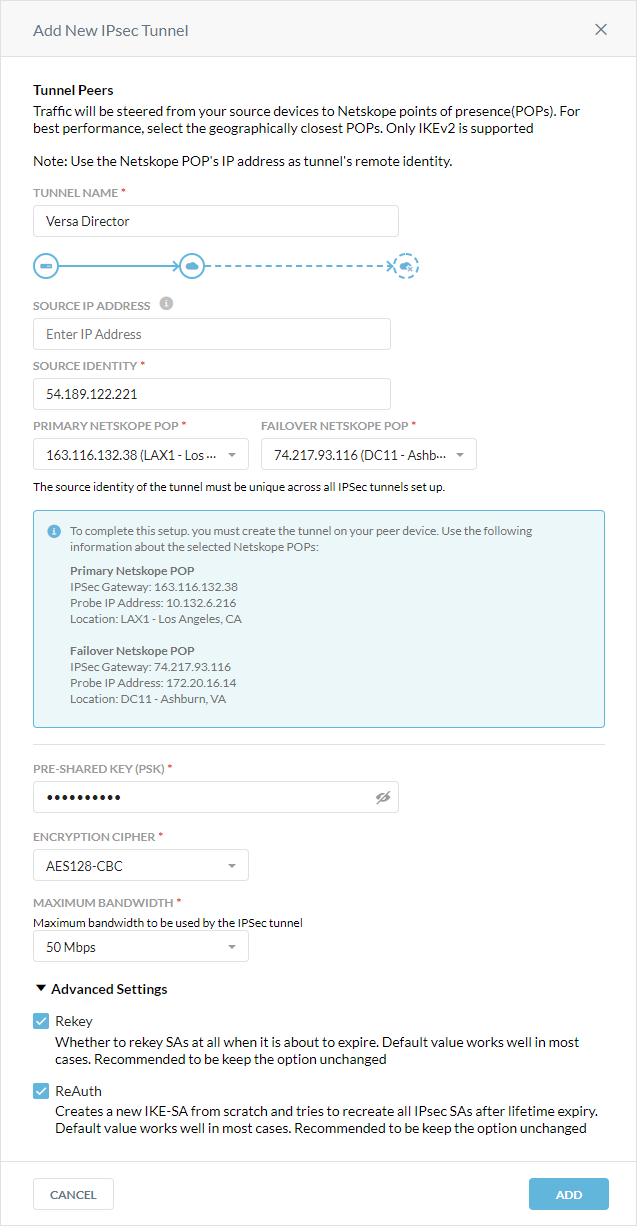 Add New IPsec Tunnel
Tunnel Peers
Traffic will be steered from your source devices to Netskope points of presence(POPs). For
best performance, select the geographically closest POPs. Only IKEv2 is supported
Note: Use the Netskope POP's IP address as tunnel's remote identity.
TUNNEL NAME *
Versa Director
SOURCE IP ADDRESS
Enter IP Address
SOURCE IDENTITY *
54.189.122.221
PRIMARY NETSKOPE POP * FAILOVER NETSKOPE POP *
163.116.132.38 (LAX1 - Los ... 74.217.93.116 (DC11 - Ashb...
The source identity of the tunnel must be unique across all IPSec tunnels set up.
To complete this setup. you must create the tunnel on your peer device. Use the following
information about the selected Netskope POPs:
Primary Netskope POP
IPSec Gateway: 163.116.132.38
Probe IP Address: 10.132.6.216
Location: LAX1 - Los Angeles, CA
Failover Netskope POP
IPSec Gateway: 74.217.93.116
Probe IP Address: 172.20.16.14
Location: DC11 - Ashburn, VA
PRE-SHARED KEY (PSK) *
••••••••••
ENCRYPTION CIPHER *
AES128-CBC
MAXIMUM BANDWIDTH *
Maximum bandwidth to be used by the IPSec tunnel
50 Mbps
Advanced Settings
Rekey
Whether to rekey SAs at all when it is about to expire. Default value works well in most
cases. Recommended to be keep the option unchanged
ReAuth
Creates a new IKE-SA from scratch and tries to recreate all IPsec SAs after lifetime expiry.
Default value works well in most cases. Recommended to be keep the option unchanged
CANCEL ADD